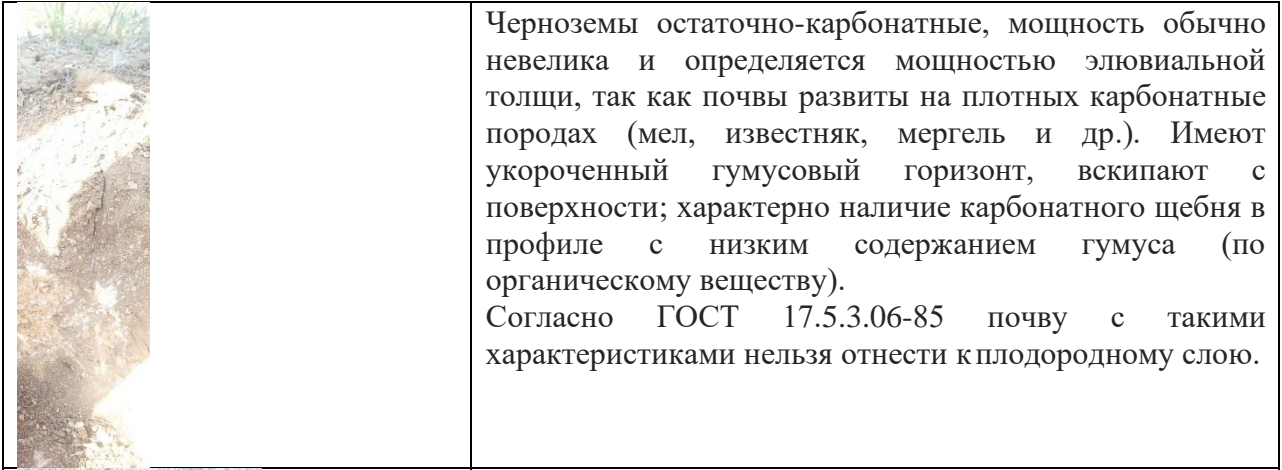 Черноземы остаточно-карбонатные, мощность обычно
невелика и определяется мощностью элювиальной
толщи, так как почвы развиты на плотных карбонатные
породах (мел, известняк, мергель и др.). Имеют
укороченный гумусовый горизонт, вскипают с
поверхности; характерно наличие карбонатного щебня в
профиле с низким содержанием гумуса (по
органическому веществу).
Согласно ГОСТ 17.5.3.06-85 почву с такими
характеристиками нельзя отнести к плодородному слою.